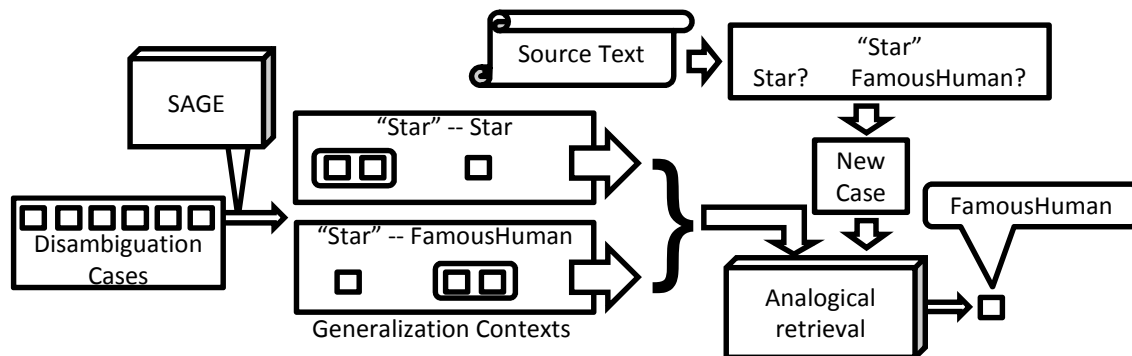 Source Text
“Star”
Star? FamousHuman?
SAGE
“Star” -- Star
New
Case
FamousHuman
Disambiguation
Cases
“Star” -- FamousHuman
Generalization Contexts
Analogical
retrieval